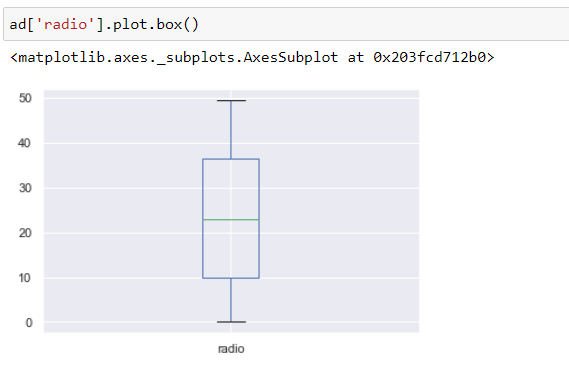 ad['radio'].plot.box()
<matplotlib.axes._subplots.AxesSubplot at 0x203fcd712b0>
50
40
30
20
10
0
radio